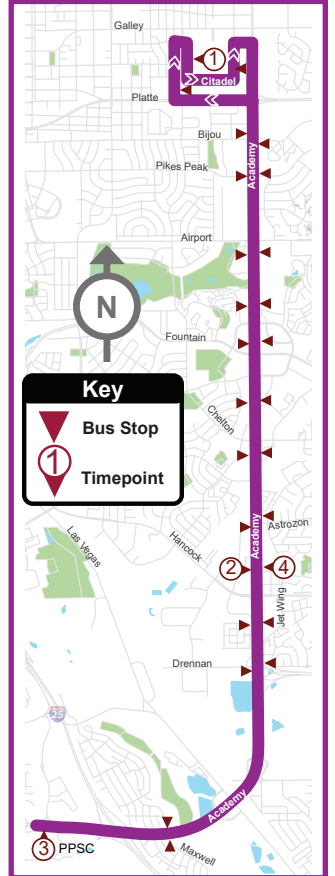 Galley
1
Citadel
Platte
Bijou
Academy
Pikes Peak
Airport
N
Fountain
Key
Bus Stop
1
Timepoint
Chelton
Astrozon
Academy
Hancock
Las Vegas
2
4
Jet Wing
Drennan
25
Academy
3 PPSC
Maxwell